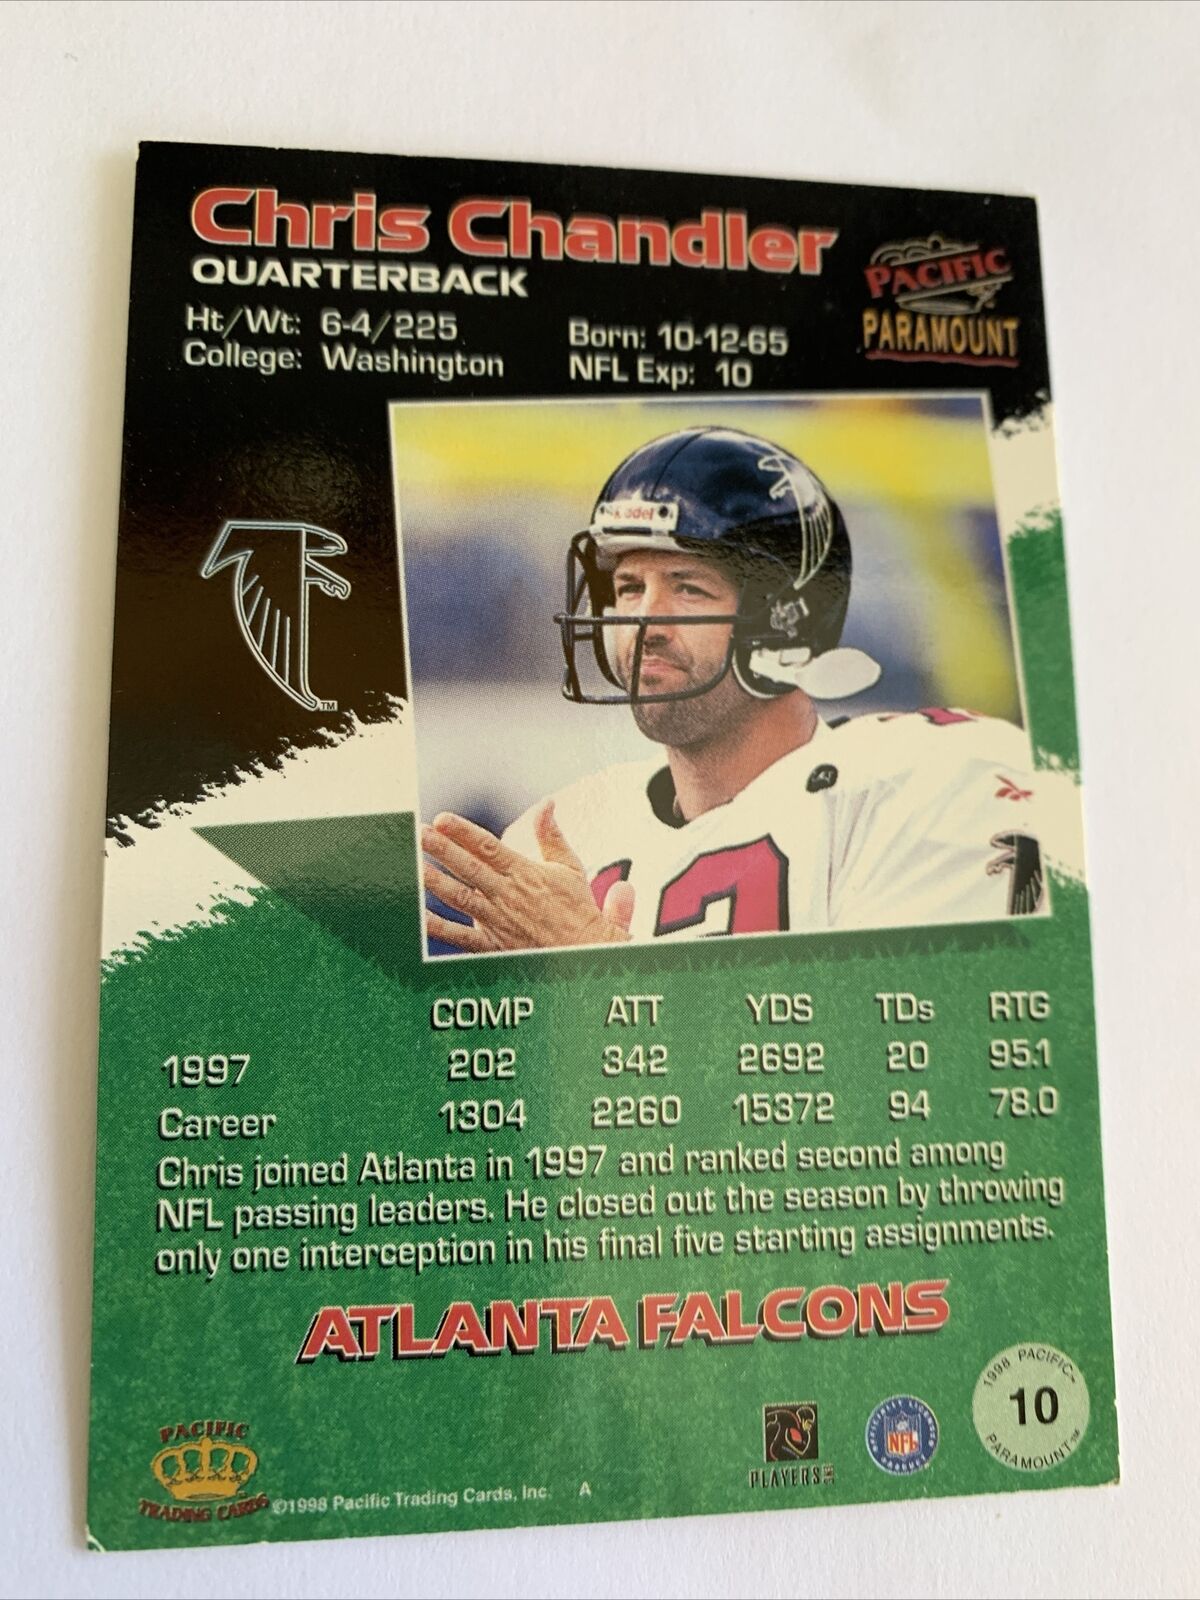 Chris Chandler
QUARTERBACK
Ht/Wt: 6-4/225
College: Washington
Born: 10-12-65
NFL Exp: 10
PACIFIC
PARAMOUNT
TM
COMP ATT YDS TDs RTG
1997 202 342 2692 20 95.1
Career 1304 2260 15372 94 78.0
Chris joined Atlanta in 1997 and ranked second among
NFL passing leaders. He closed out the season by throwing
only one interception in his final five starting assignments.
ATLANTA FALCONS
PACIFIC
TRADING CARDS
©1998 Pacific Trading Cards, Inc. A
PLAYERS INC
NFL
1998 PACIFIC™
10
PARAMOUNT™